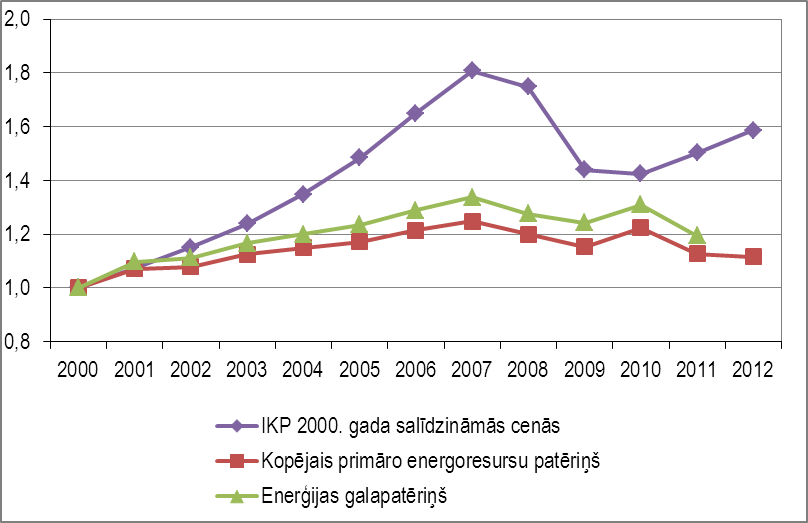 2,0
1,8
1,6
1,4
1,2
1,0
0,8
2000 2001 2002 2003 2004 2005 2006 2007 2008 2009 2010 2011 2012
IKP 2000. gada salīdzināmās cenās
Kopējais primāro energoresursu patēriņš
Enerģijas galapatēriņš